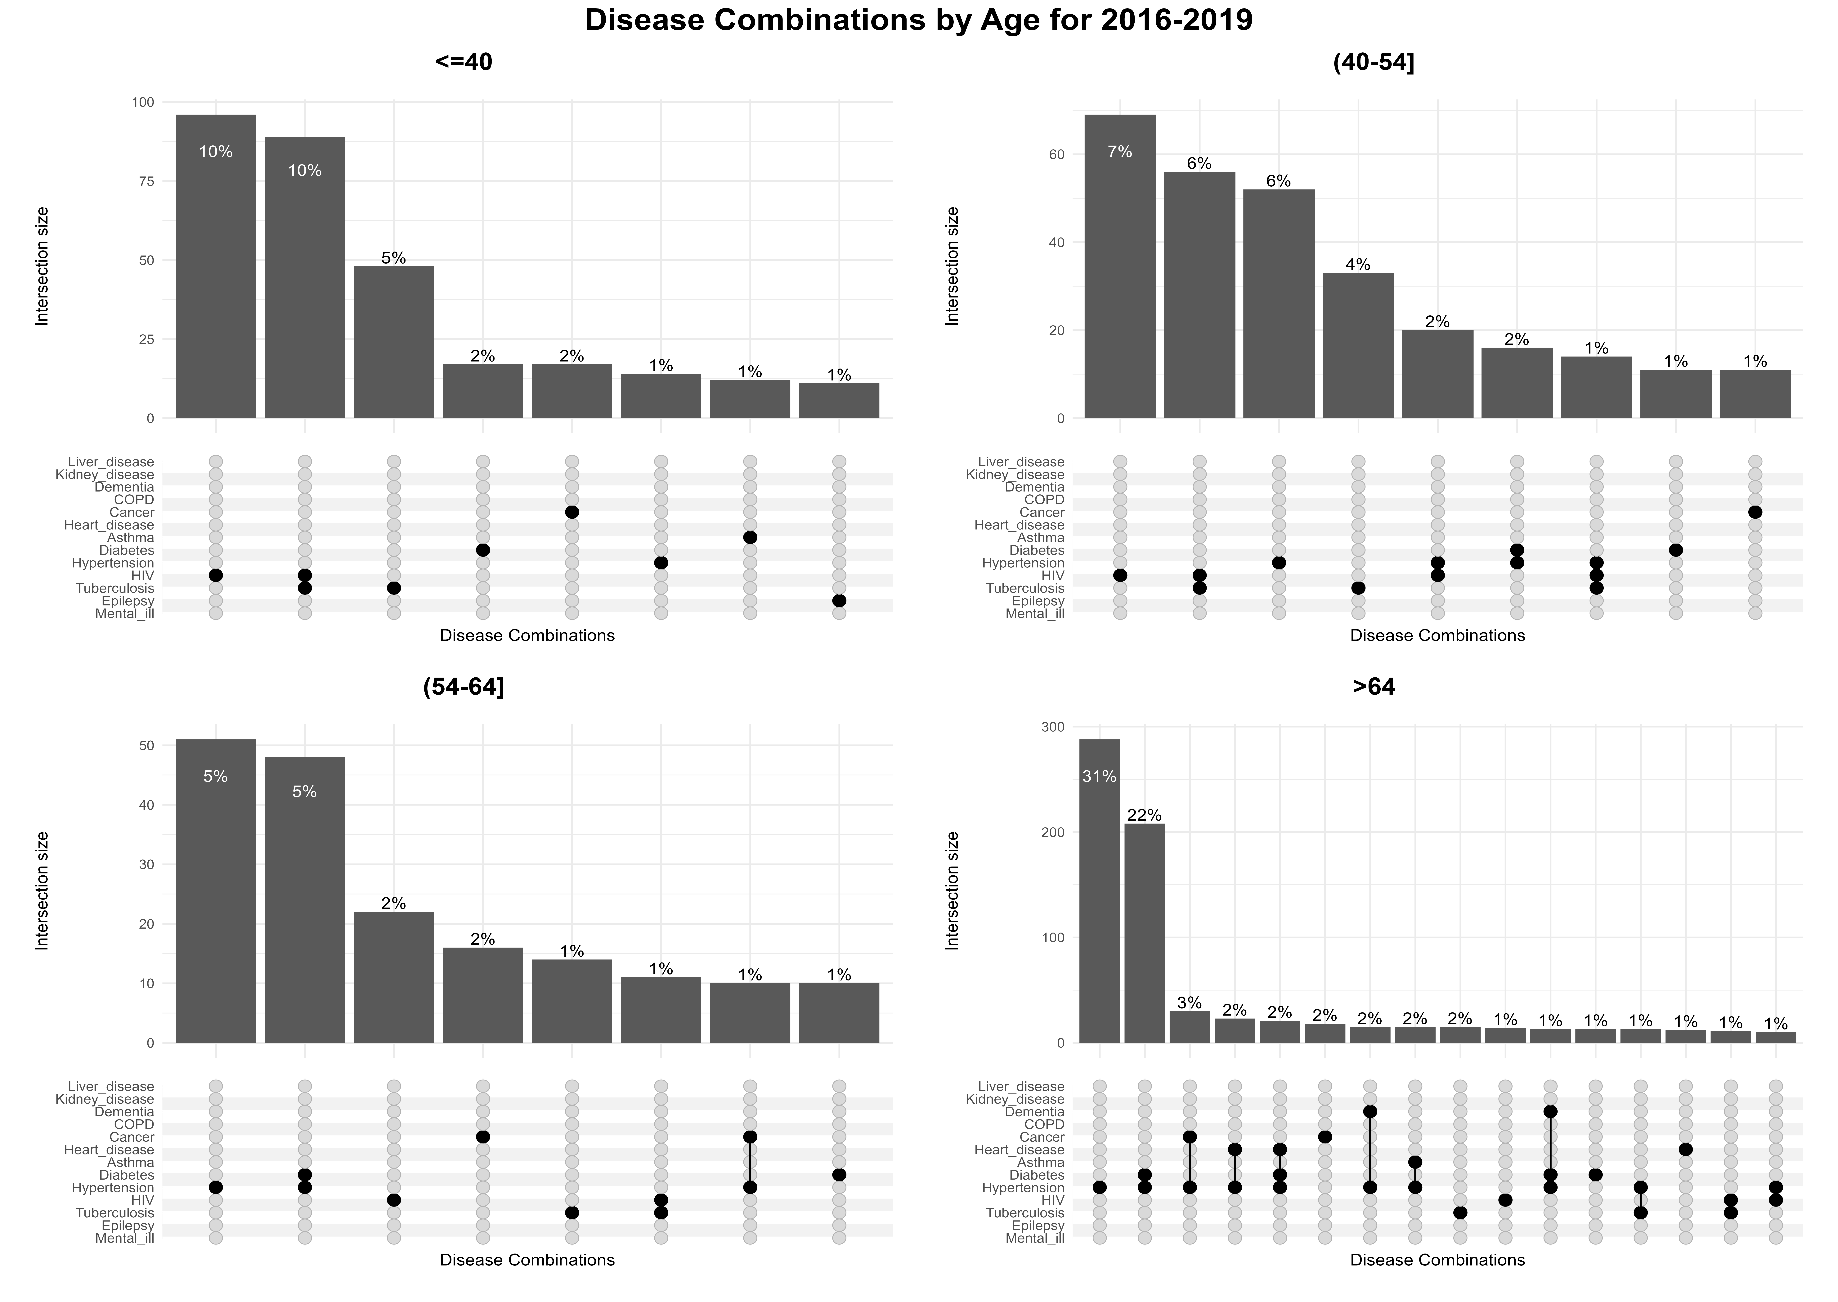 Disease Combinations by Age for 2016-2019
<=40
Intersection size
100
75
50
25
0
10%
10%
5%
2%
2%
1%
1%
1%
Liver_disease
Kidney_disease
Dementia
COPD
Cancer
Heart_disease
Asthma
Diabetes
Hypertension
HIV
Tuberculosis
Epilepsy
Mental_ill
Disease Combinations
(40-54]
Intersection size
60
40
20
0
7%
6%
6%
4%
2%
2%
1%
1%
1%
Liver_disease
Kidney_disease
Dementia
COPD
Cancer
Heart_disease
Asthma
Diabetes
Hypertension
HIV
Tuberculosis
Epilepsy
Mental_ill
Disease Combinations
(54-64]
Intersection size
50
40
30
20
10
0
5%
5%
2%
2%
1%
1%
1%
1%
Liver_disease
Kidney_disease
Dementia
COPD
Cancer
Heart_disease
Asthma
Diabetes
Hypertension
HIV
Tuberculosis
Epilepsy
Mental_ill
Disease Combinations
>64
Intersection size
300
200
100
0
31%
22%
3%
2%
2%
2%
2%
2%
2%
1%
1%
1%
1%
1%
1%
1%
Liver_disease
Kidney_disease
Dementia
COPD
Cancer
Heart_disease
Asthma
Diabetes
Hypertension
HIV
Tuberculosis
Epilepsy
Mental_ill
Disease Combinations